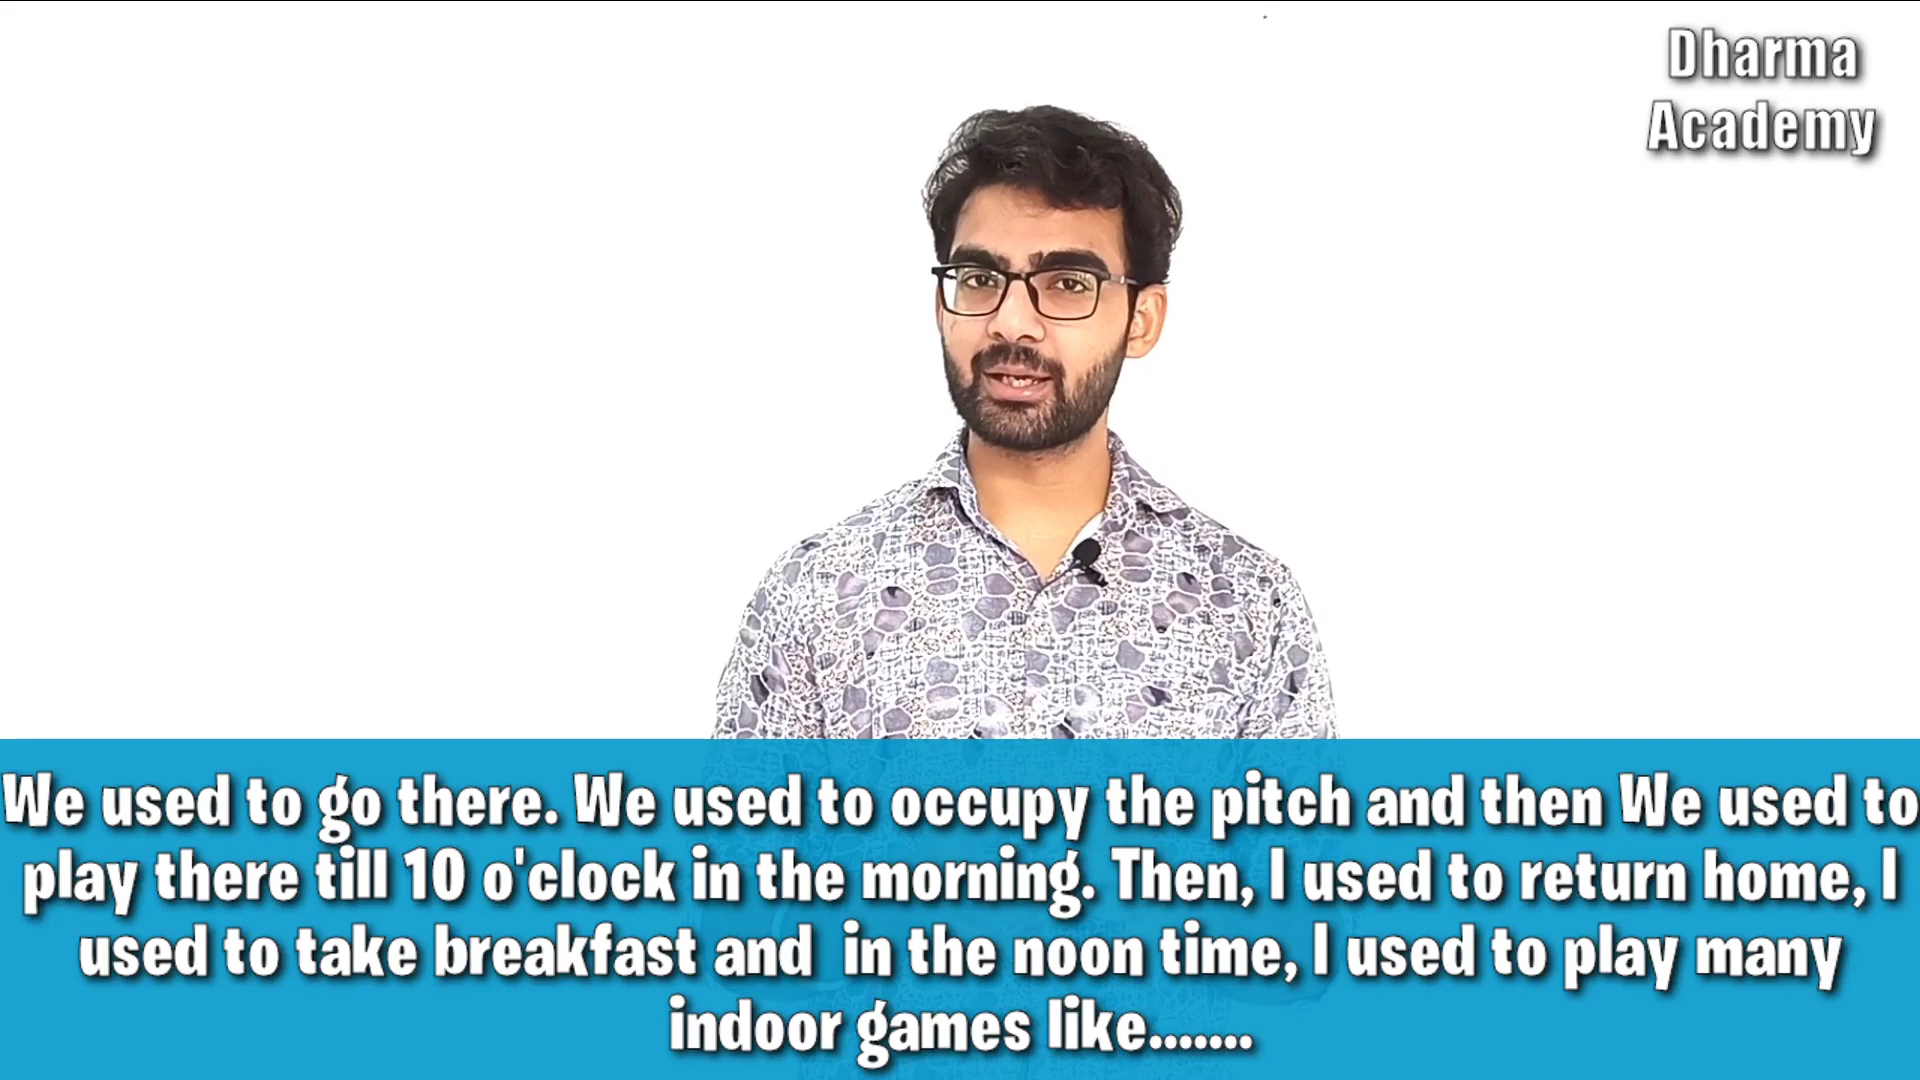 Dharma
Academy
We used to go there. We used to occupy the pitch and then We used to
play there till 10 o'clock in the morning. Then, I used to return home, I
used to take breakfast and  in the noon time, I used to play many
indoor games like.......